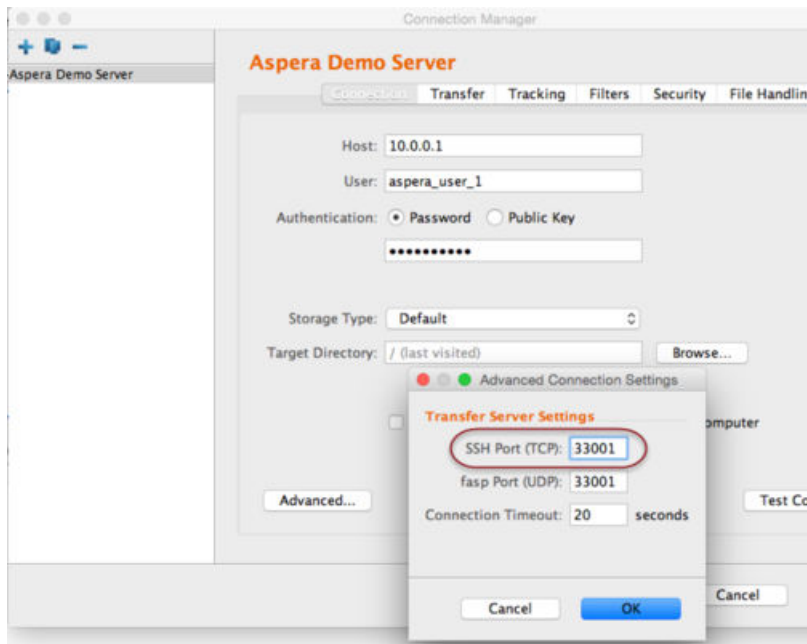 Connection Manager
Aspera Demo Server
Aspera Demo Server
Connection Transfer Tracking Filters Security File Handlin
Host: 10.0.0.1
User: aspera_user_1
Authentication: Password Public Key
••••••••••
Storage Type: Default
Target Directory: / (last visited) Browse...
Advanced Connection Settings
Transfer Server Settings
omputer
SSH Port (TCP): 33001
fasp Port (UDP): 33001
Advanced... Test Co
Connection Timeout: 20 seconds
Cancel
Cancel OK